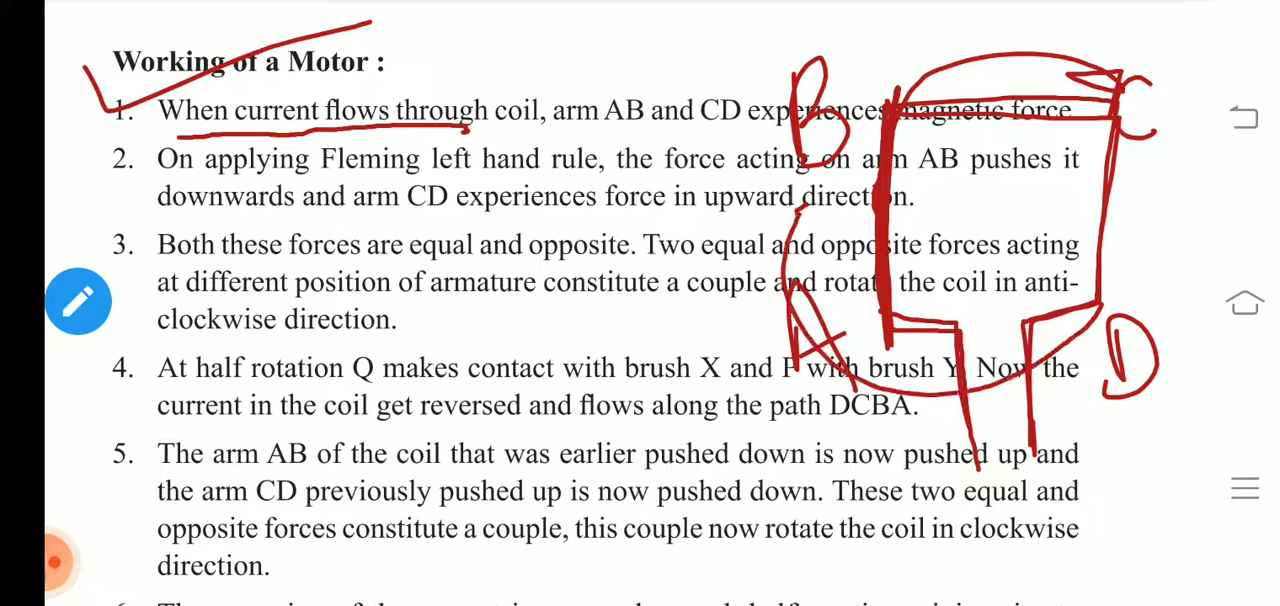 Working of a Motor :
1. When current flows through coil, arm AB and CD experiences magnetic force
2. On applying Fleming left hand rule, the force acting on arm AB pushes it
downwards and arm CD experiences force in upward direction.
3. Both these forces are equal and opposite. Two equal and opposite forces acting
at different position of armature constitute a couple and rotate the coil in anti-
clockwise direction.
4. At half rotation Q makes contact with brush X and P with brush Y. Now the
current in the coil get reversed and flows along the path DCBA.
5. The arm AB of the coil that was earlier pushed down is now pushed up and
the arm CD previously pushed up is now pushed down. These two equal and
opposite forces constitute a couple, this couple now rotate the coil in clockwise
direction.
B
C
A
D